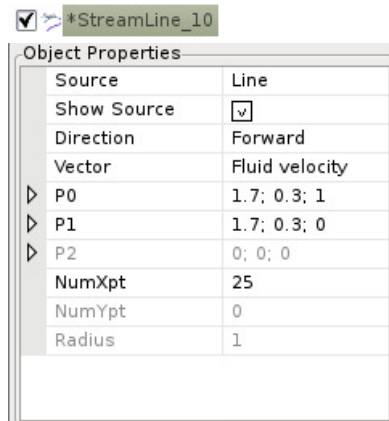 *StreamLine_10
Object Properties
Source Line
Show Source
Direction Forward
Vector Fluid velocity
P0 1.7; 0.3; 1
P1 1.7; 0.3; 0
P2 0; 0; 0
NumXpt 25
NumYpt 0
Radius 1